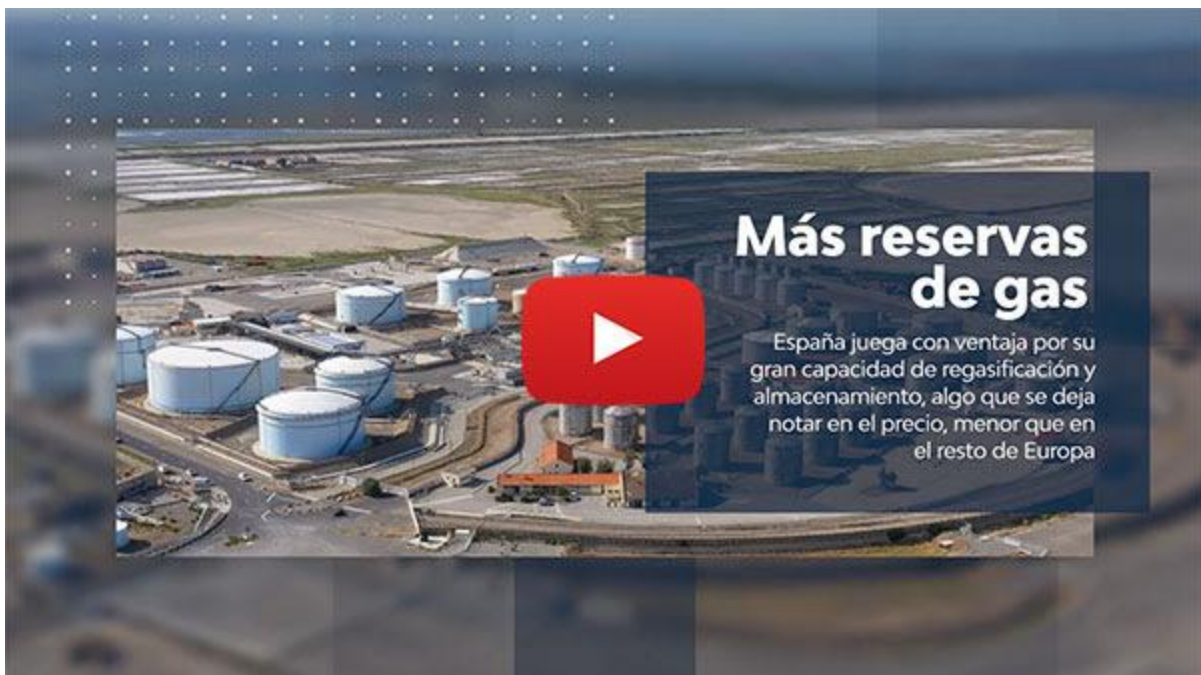 Más reservas
de gas
España juega con ventaja por su
gran capacidad de regasificación y
almacenamiento, algo que se deja
notar en el precio, menor que en
el resto de Europa